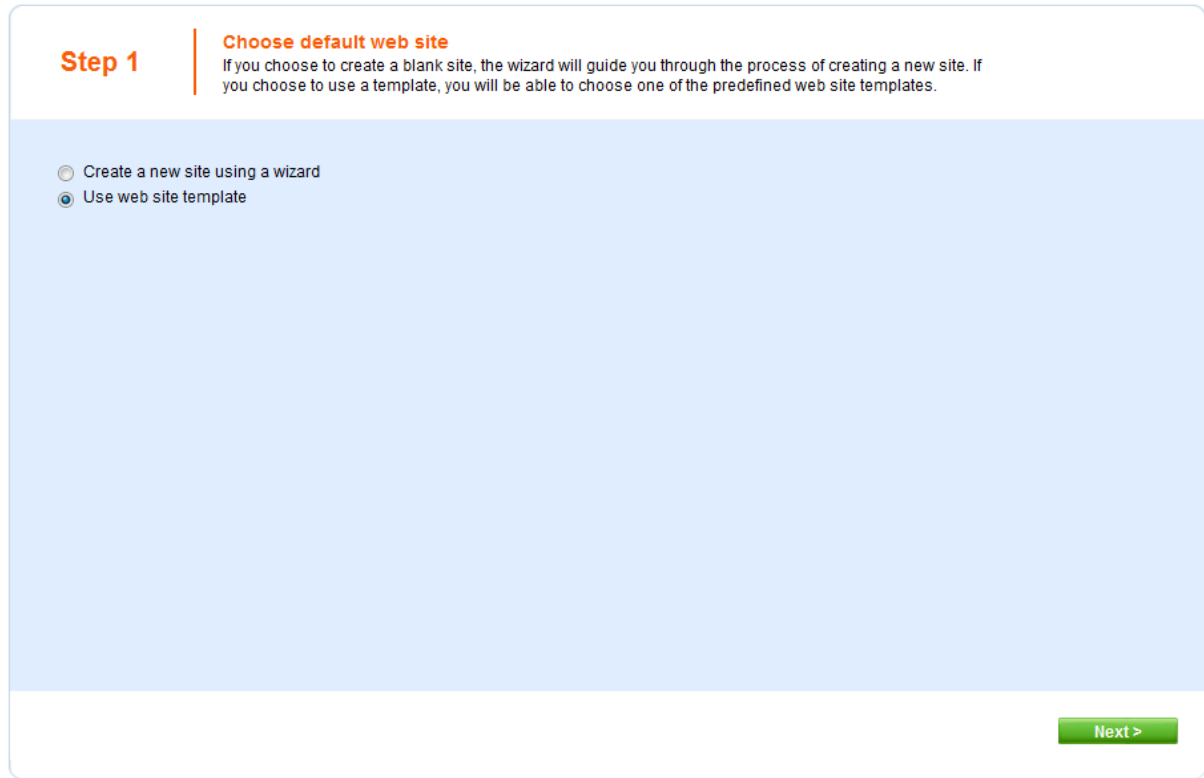 Step 1
Choose default web site
If you choose to create a blank site, the wizard will guide you through the process of creating a new site. If
you choose to use a template, you will be able to choose one of the predefined web site templates.
Create a new site using a wizard
Use web site template
Next >